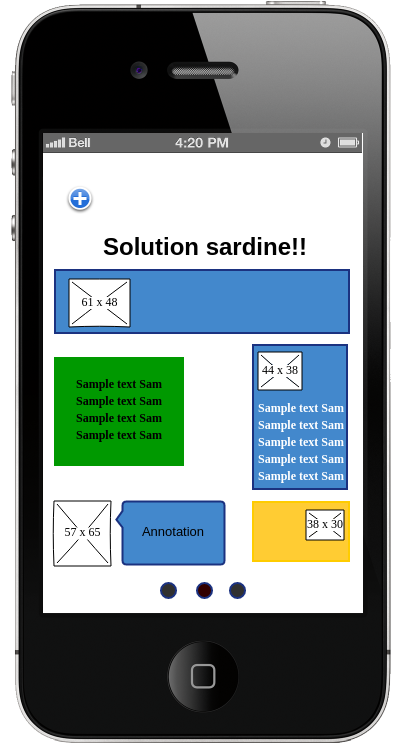 Bell 4:20 PM
Solution sardine!!
61 x 48
Sample text Sam
Sample text Sam
Sample text Sam
Sample text Sam
44 x 38
Sample text Sam
Sample text Sam
Sample text Sam
Sample text Sam
Sample text Sam
57 x 65
Annotation
38 x 30